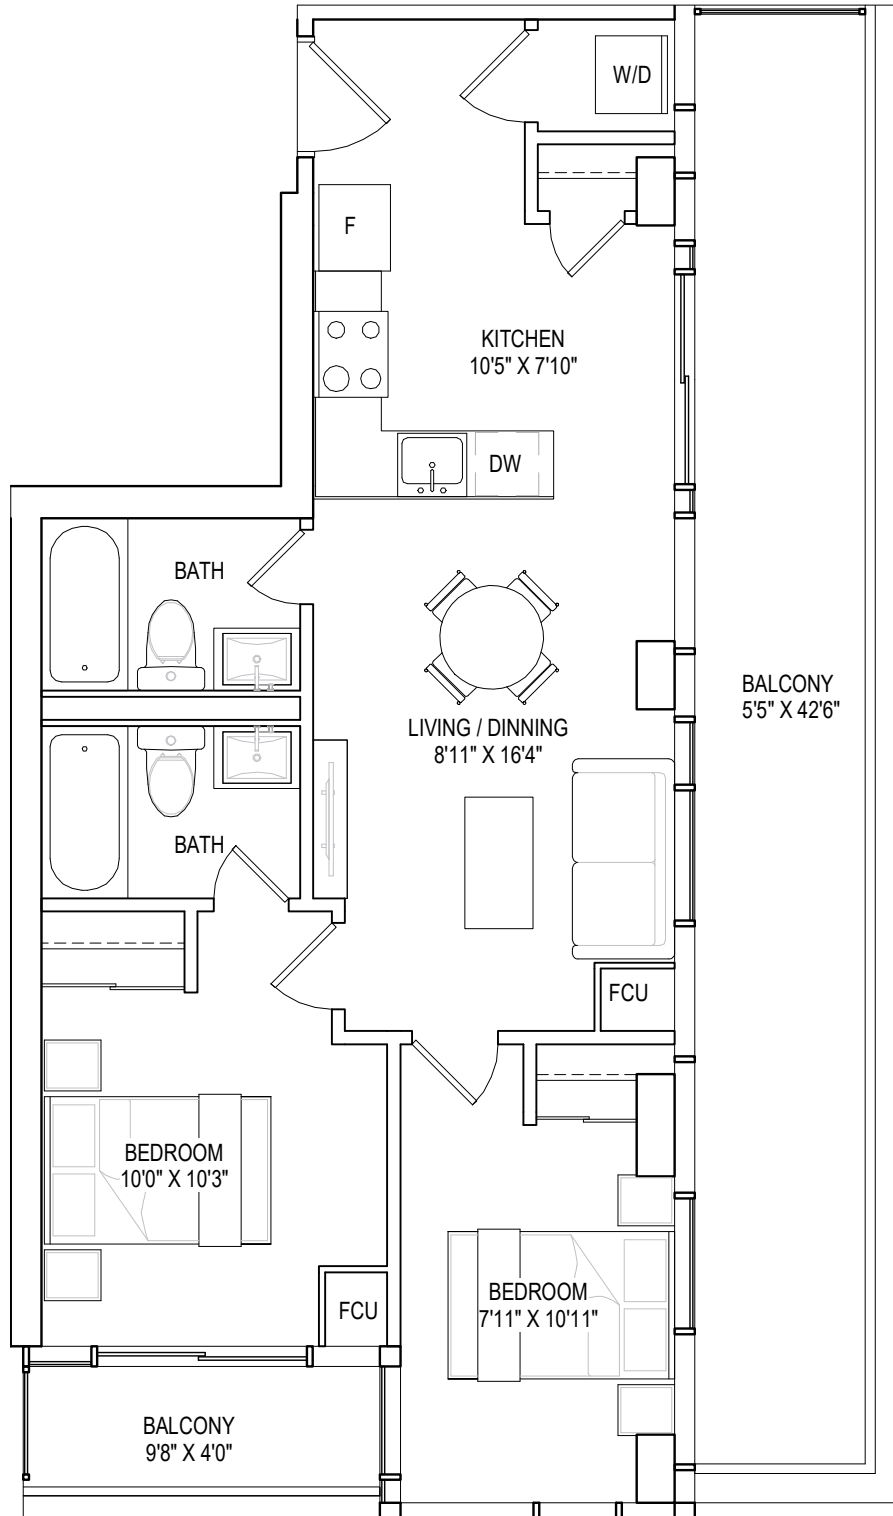 W/D
F
KITCHEN
10'5" X 7'10"
DW
BATH
BALCONY
5'5" X 42'6"
LIVING / DINNING
8'11" X 16'4"
BATH
FCU
BEDROOM
10'0" X 10'3"
BEDROOM
7'11" X 10'11"
FCU
BALCONY
9'8" X 4'0"